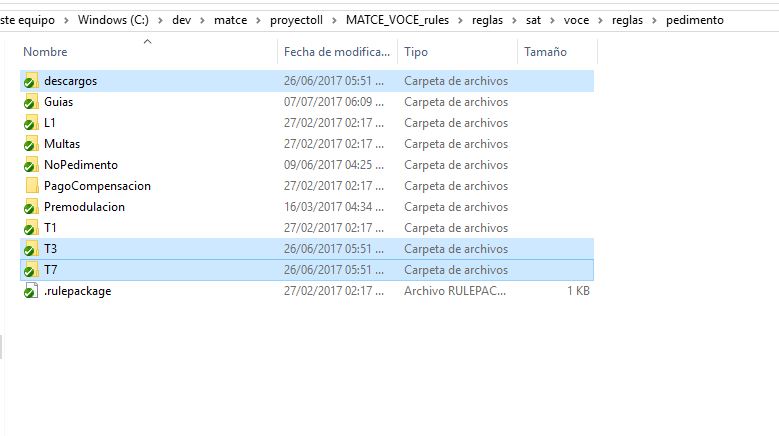 ste equipo > Windows (C:) > dev > matce > proyectoII > MATCE_VOCE_rules > reglas > sat > voce > reglas > pedimento
Nombre Fecha de modifica... Tipo Tamaño
descargos 26/06/2017 05:51 ... Carpeta de archivos
Guias 07/07/2017 06:09 ... Carpeta de archivos
L1 27/02/2017 02:17 ... Carpeta de archivos
Multas 27/02/2017 02:17 ... Carpeta de archivos
NoPedimento 09/06/2017 04:25 ... Carpeta de archivos
PagoCompensacion 27/02/2017 02:17 ... Carpeta de archivos
Premodulacion 16/03/2017 04:34 ... Carpeta de archivos
T1 27/02/2017 02:17 ... Carpeta de archivos
T3 26/06/2017 05:51 ... Carpeta de archivos
T7 26/06/2017 05:51 ... Carpeta de archivos
.rulepackage 27/02/2017 02:17 ... Archivo RULEPAC... 1 KB